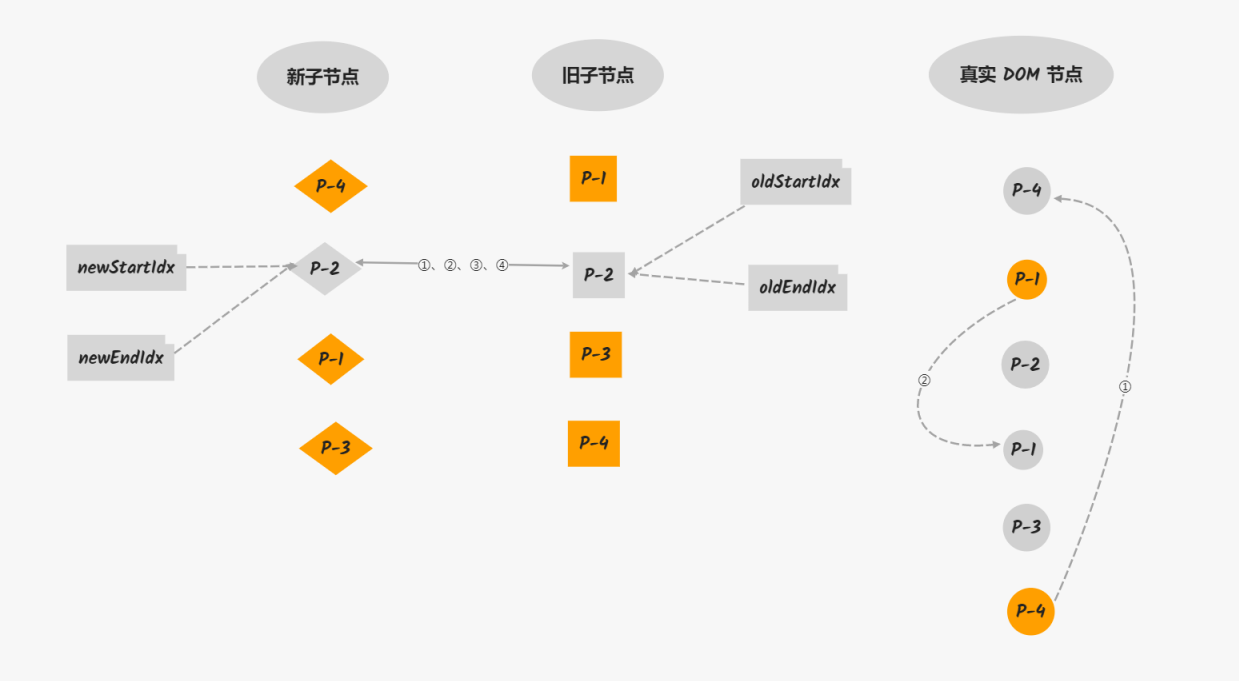 新子节点
旧子节点
真实 DOM 节点
P-4
P-1
oldStartIdx
P-4
newStartIdx
P-2
①、②、③、④
P-2
oldEndIdx
P-1
newEndIdx
P-1
P-3
P-2
②
①
P-3
P-4
P-1
P-3
P-4